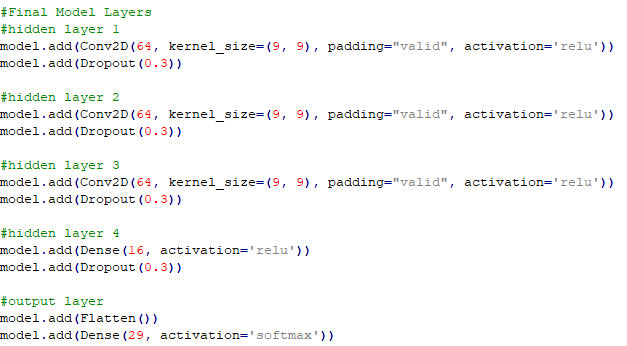 #Final Model Layers
#hidden layer 1
model.add(Conv2D(64, kernel_size=(9, 9), padding="valid", activation='relu'))
model.add(Dropout(0.3))
#hidden layer 2
model.add(Conv2D(64, kernel_size=(9, 9), padding="valid", activation='relu'))
model.add(Dropout(0.3))
#hidden layer 3
model.add(Conv2D(64, kernel_size=(9, 9), padding="valid", activation='relu'))
model.add(Dropout(0.3))
#hidden layer 4
model.add(Dense(16, activation='relu'))
model.add(Dropout(0.3))
#output layer
model.add(Flatten())
model.add(Dense(29, activation='softmax'))